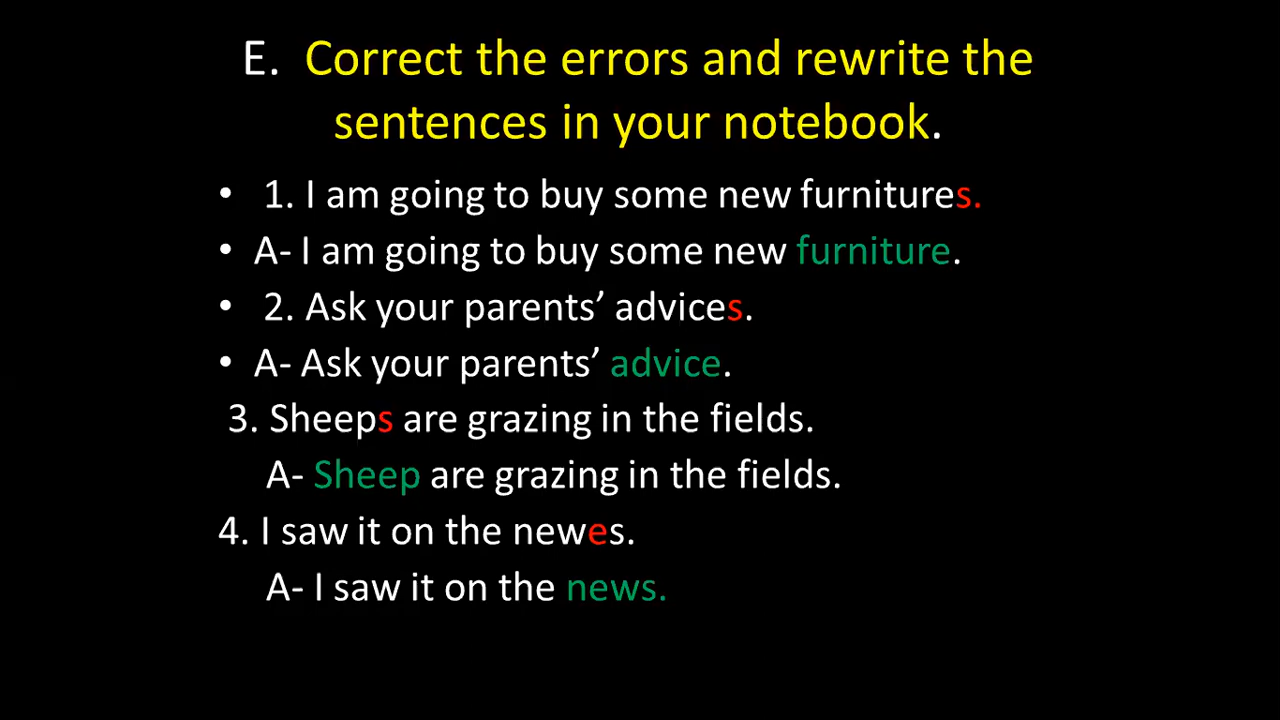 E. Correct the errors and rewrite the
sentences in your notebook.
• 1. I am going to buy some new furnitures.
• A- I am going to buy some new furniture.
• 2. Ask your parents’ advices.
• A- Ask your parents’ advice.
3. Sheeps are grazing in the fields.
A- Sheep are grazing in the fields.
4. I saw it on the newes.
A- I saw it on the news.